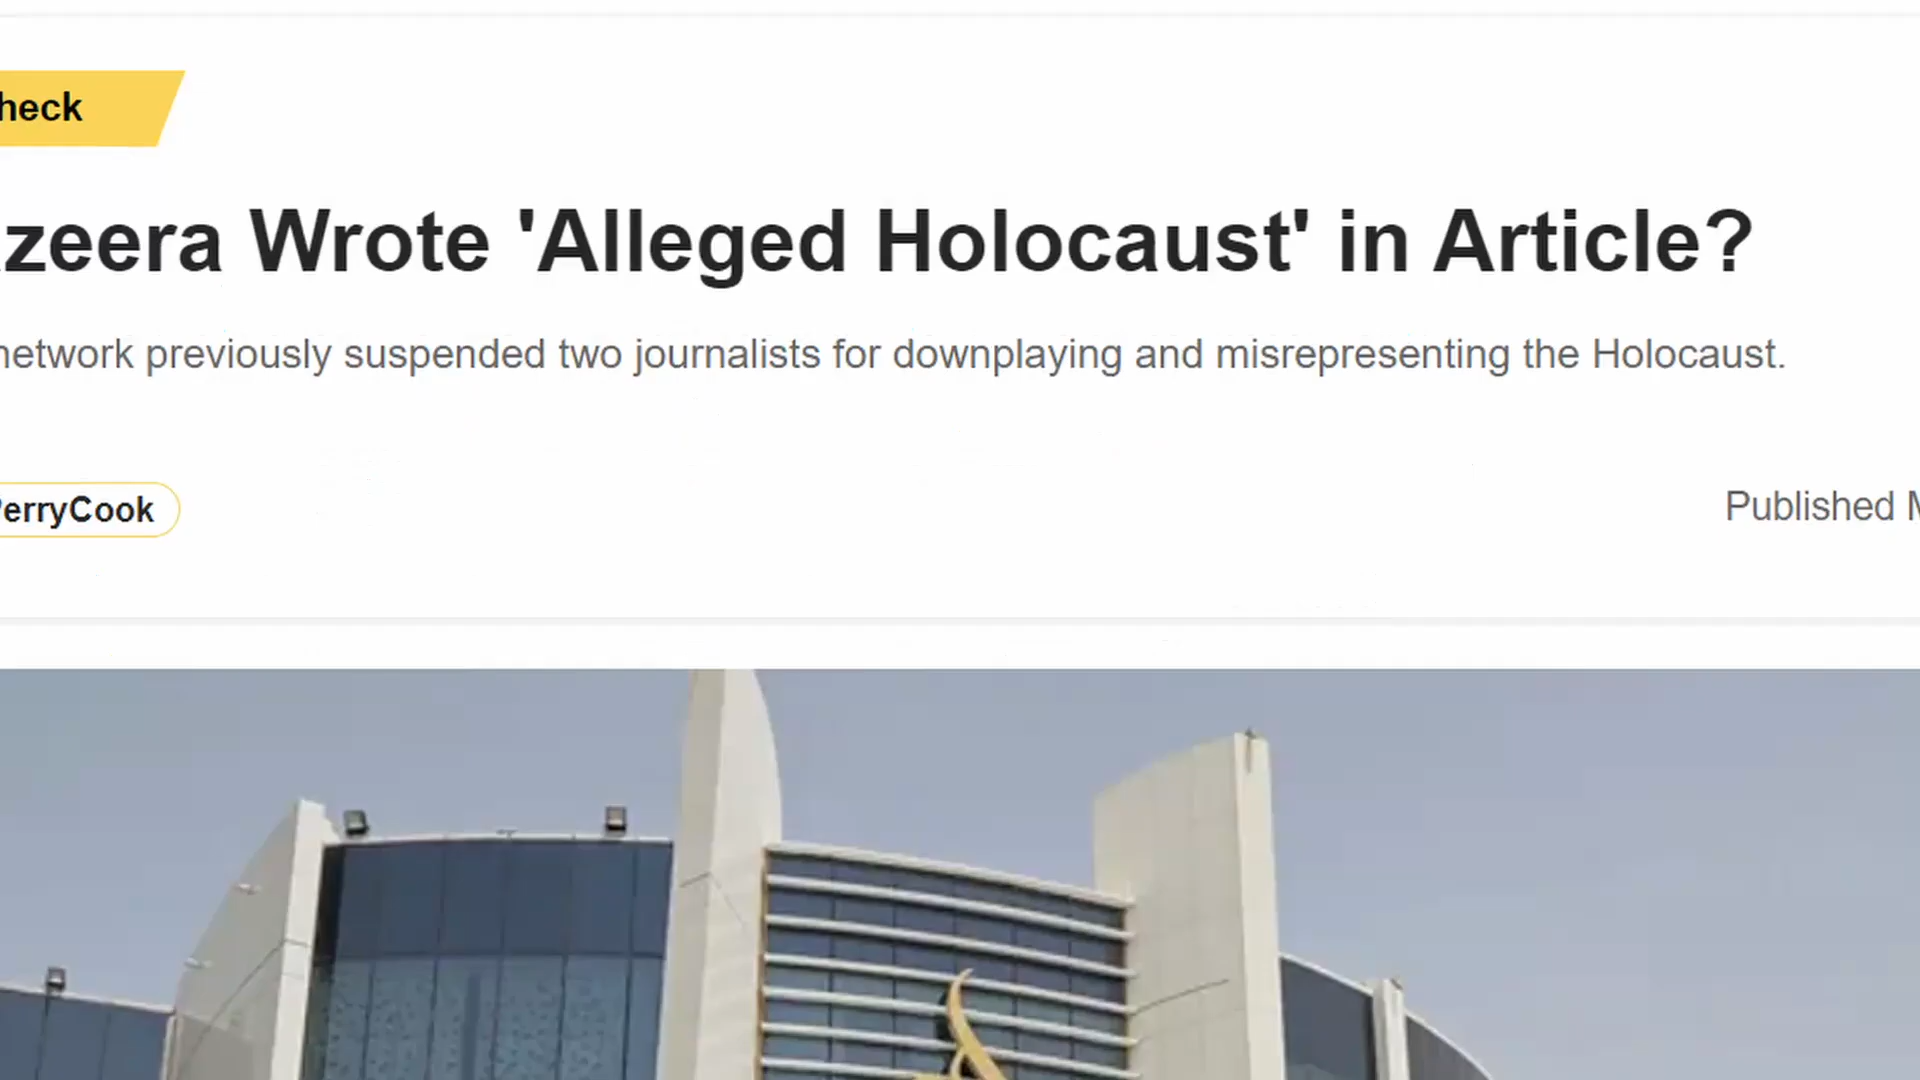 heck
zeera Wrote 'Alleged Holocaust' in Article?
network previously suspended two journalists for downplaying and misrepresenting the Holocaust.
PerryCook
Published M